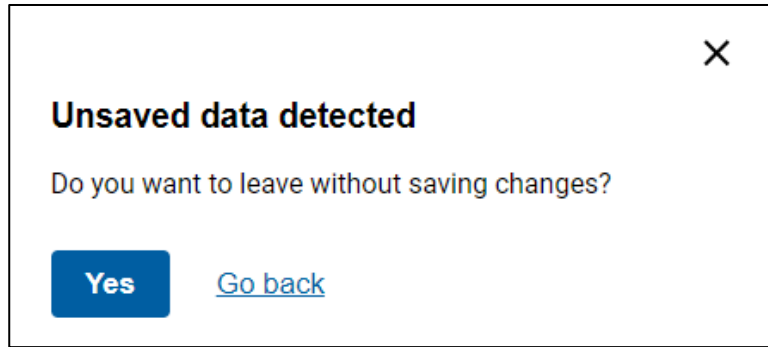 Unsaved data detected
Do you want to leave without saving changes?
Yes Go back